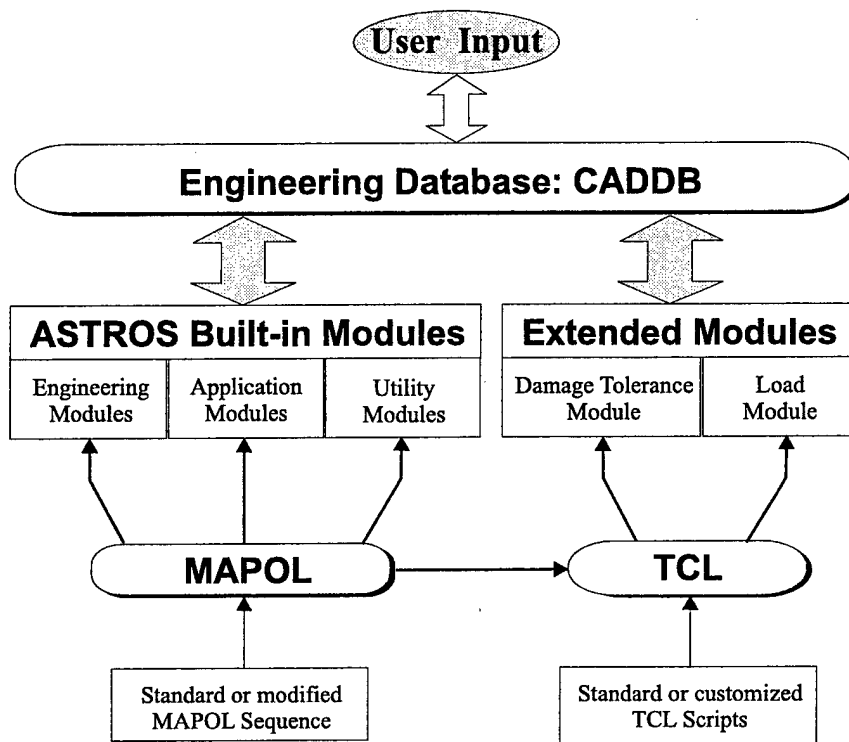 User Input
Engineering Database: CADDB
ASTROS Built-in Modules
Engineering
Modules
Application
Modules
Utility
Modules
Extended Modules
Damage Tolerance
Module
Load
Module
MAPOL
TCL
Standard or modified
MAPOL Sequence
Standard or customized
TCL Scripts